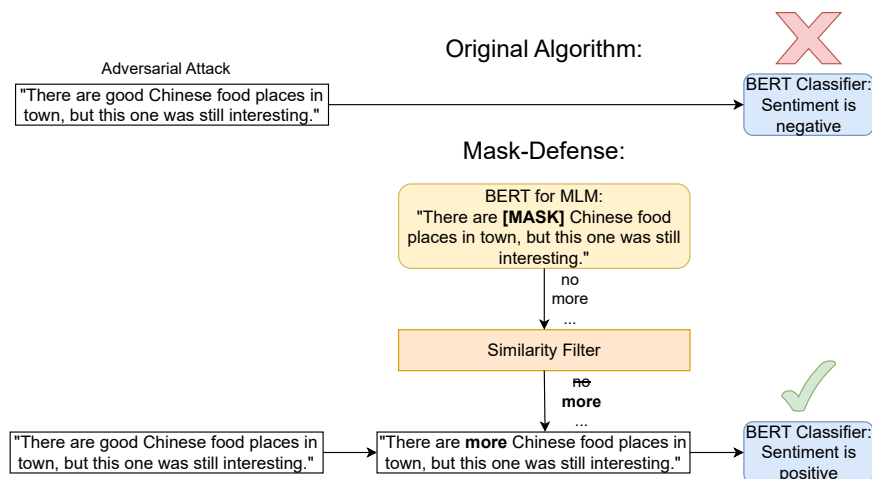 Original Algorithm:
Adversarial Attack
"There are good Chinese food places in
town, but this one was still interesting."
BERT Classifier:
Sentiment is
negative
Mask-Defense:
BERT for MLM:
"There are [MASK] Chinese food
places in town, but this one was still
interesting."
no
more
...
Similarity Filter
no
more
...
"There are good Chinese food places in
town, but this one was still interesting."
"There are more Chinese food places in
town, but this one was still interesting."
BERT Classifier:
Sentiment is
positive